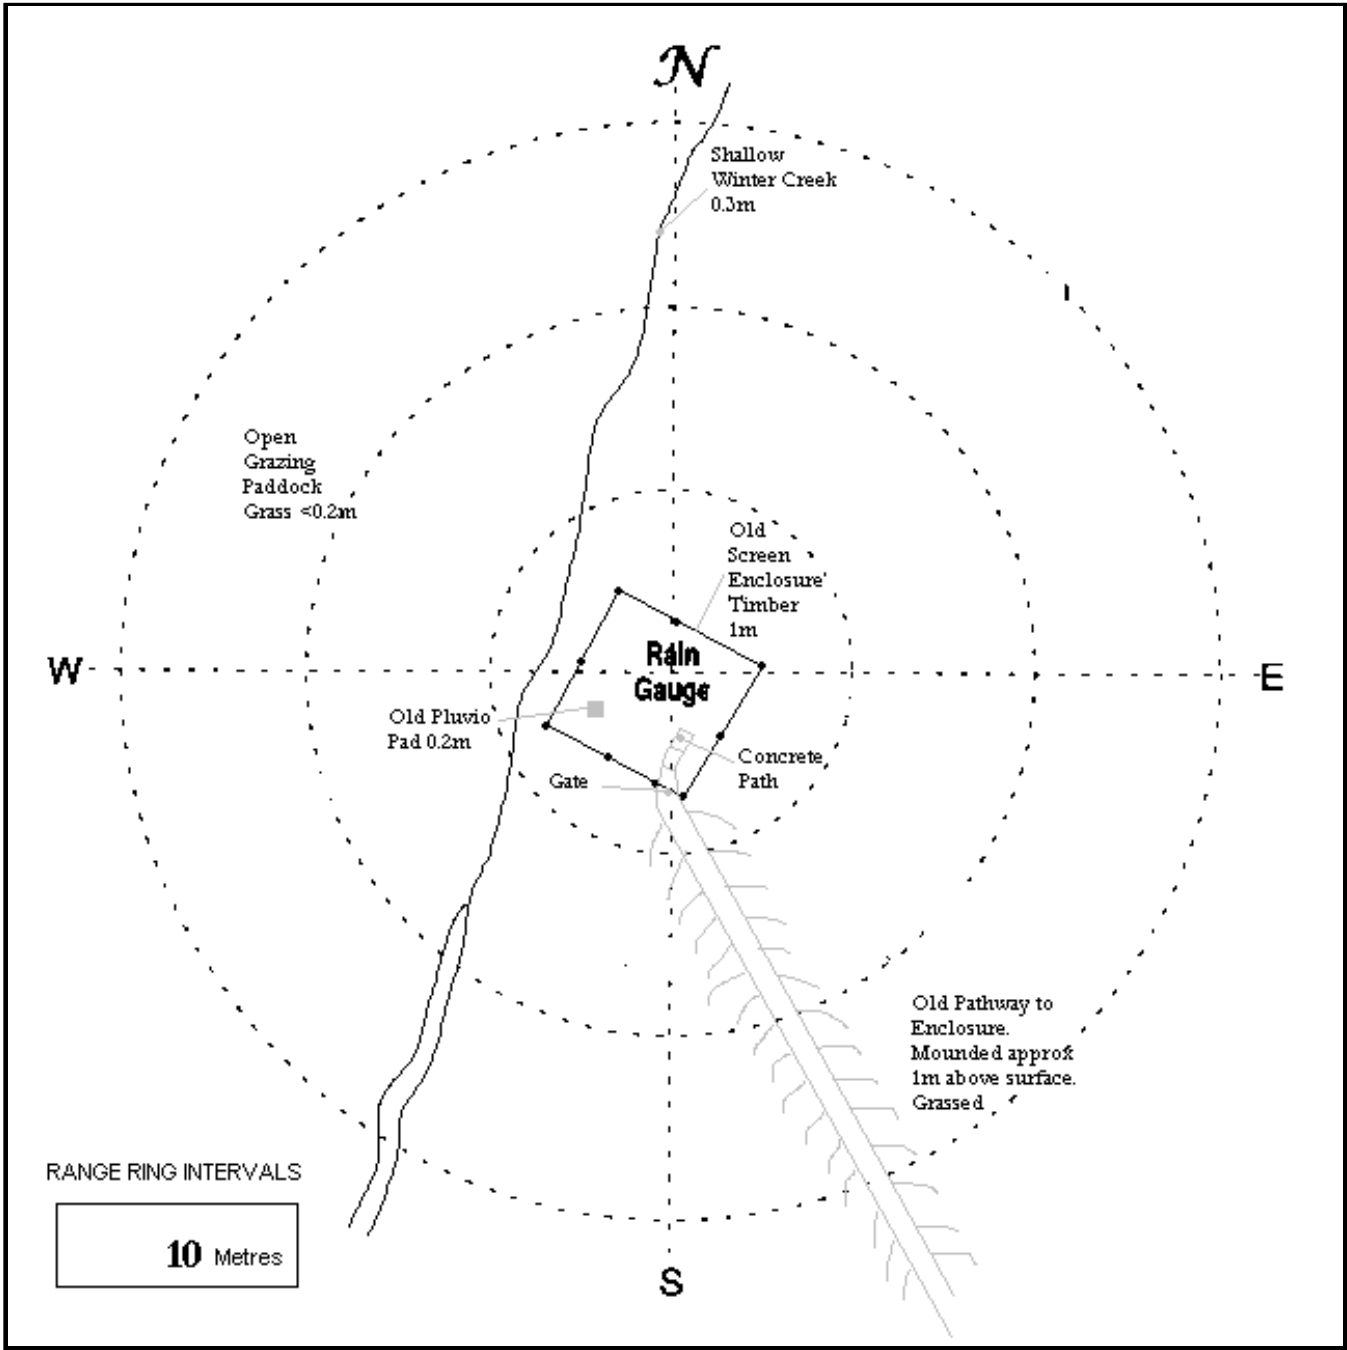 N
Shallow
Winter Creek
0.3m
Open
Grazing
Paddock
Grass <0.2m
Old
Screen
Enclosure'
Timber
1m
W
Rain
Gauge
E
Old Pluvio
Pad 0.2m
Concrete
Path
Gate
Old Pathway to
Enclosure.
Mounded approx
1m above surface.
Grassed
RANGE RING INTERVALS
10 Metres
S